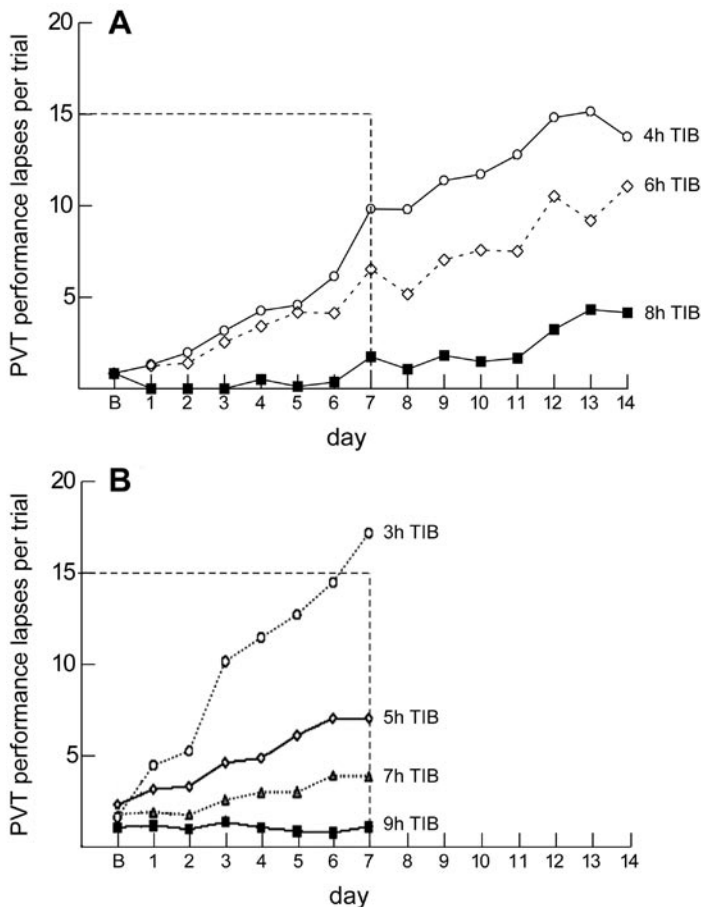 A
PVT performance lapses per trial
20
15
10
5
4h TIB
6h TIB
8h TIB
B 1 2 3 4 5 6 7 8 9 10 11 12 13 14
day
B
PVT performance lapses per trial
20
15
10
5
3h TIB
5h TIB
7h TIB
9h TIB
B 1 2 3 4 5 6 7 8 9 10 11 12 13 14
day